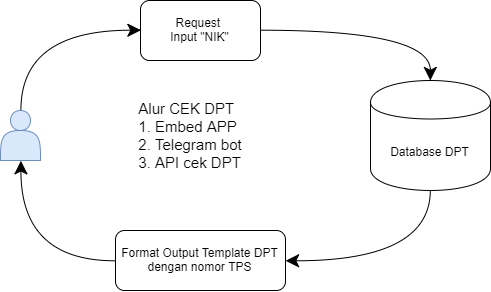 Request
Input "NIK"
Alur CEK DPT
1. Embed APP
2. Telegram bot
3. API cek DPT
Database DPT
Format Output Template DPT
dengan nomor TPS